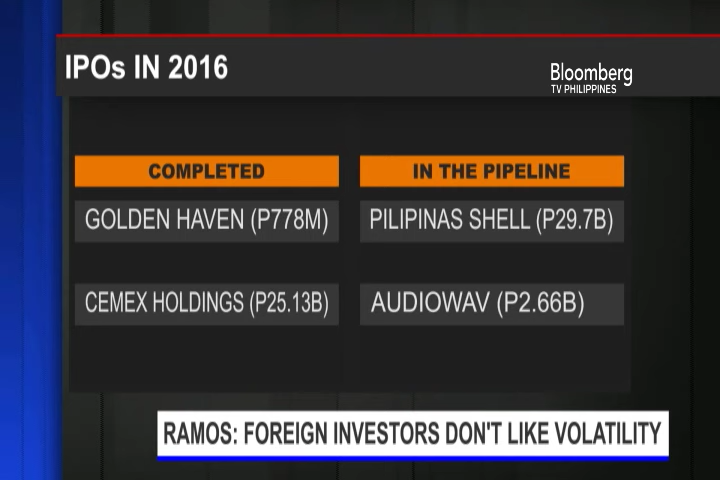 IPOs IN 2016
Bloomberg
TV PHILIPPINES
COMPLETED
IN THE PIPELINE
GOLDEN HAVEN (P778M)
PILIPINAS SHELL (P29.7B)
CEMEX HOLDINGS (P25.13B)
AUDIOWAV (P2.66B)
RAMOS: FOREIGN INVESTORS DON'T LIKE VOLATILITY